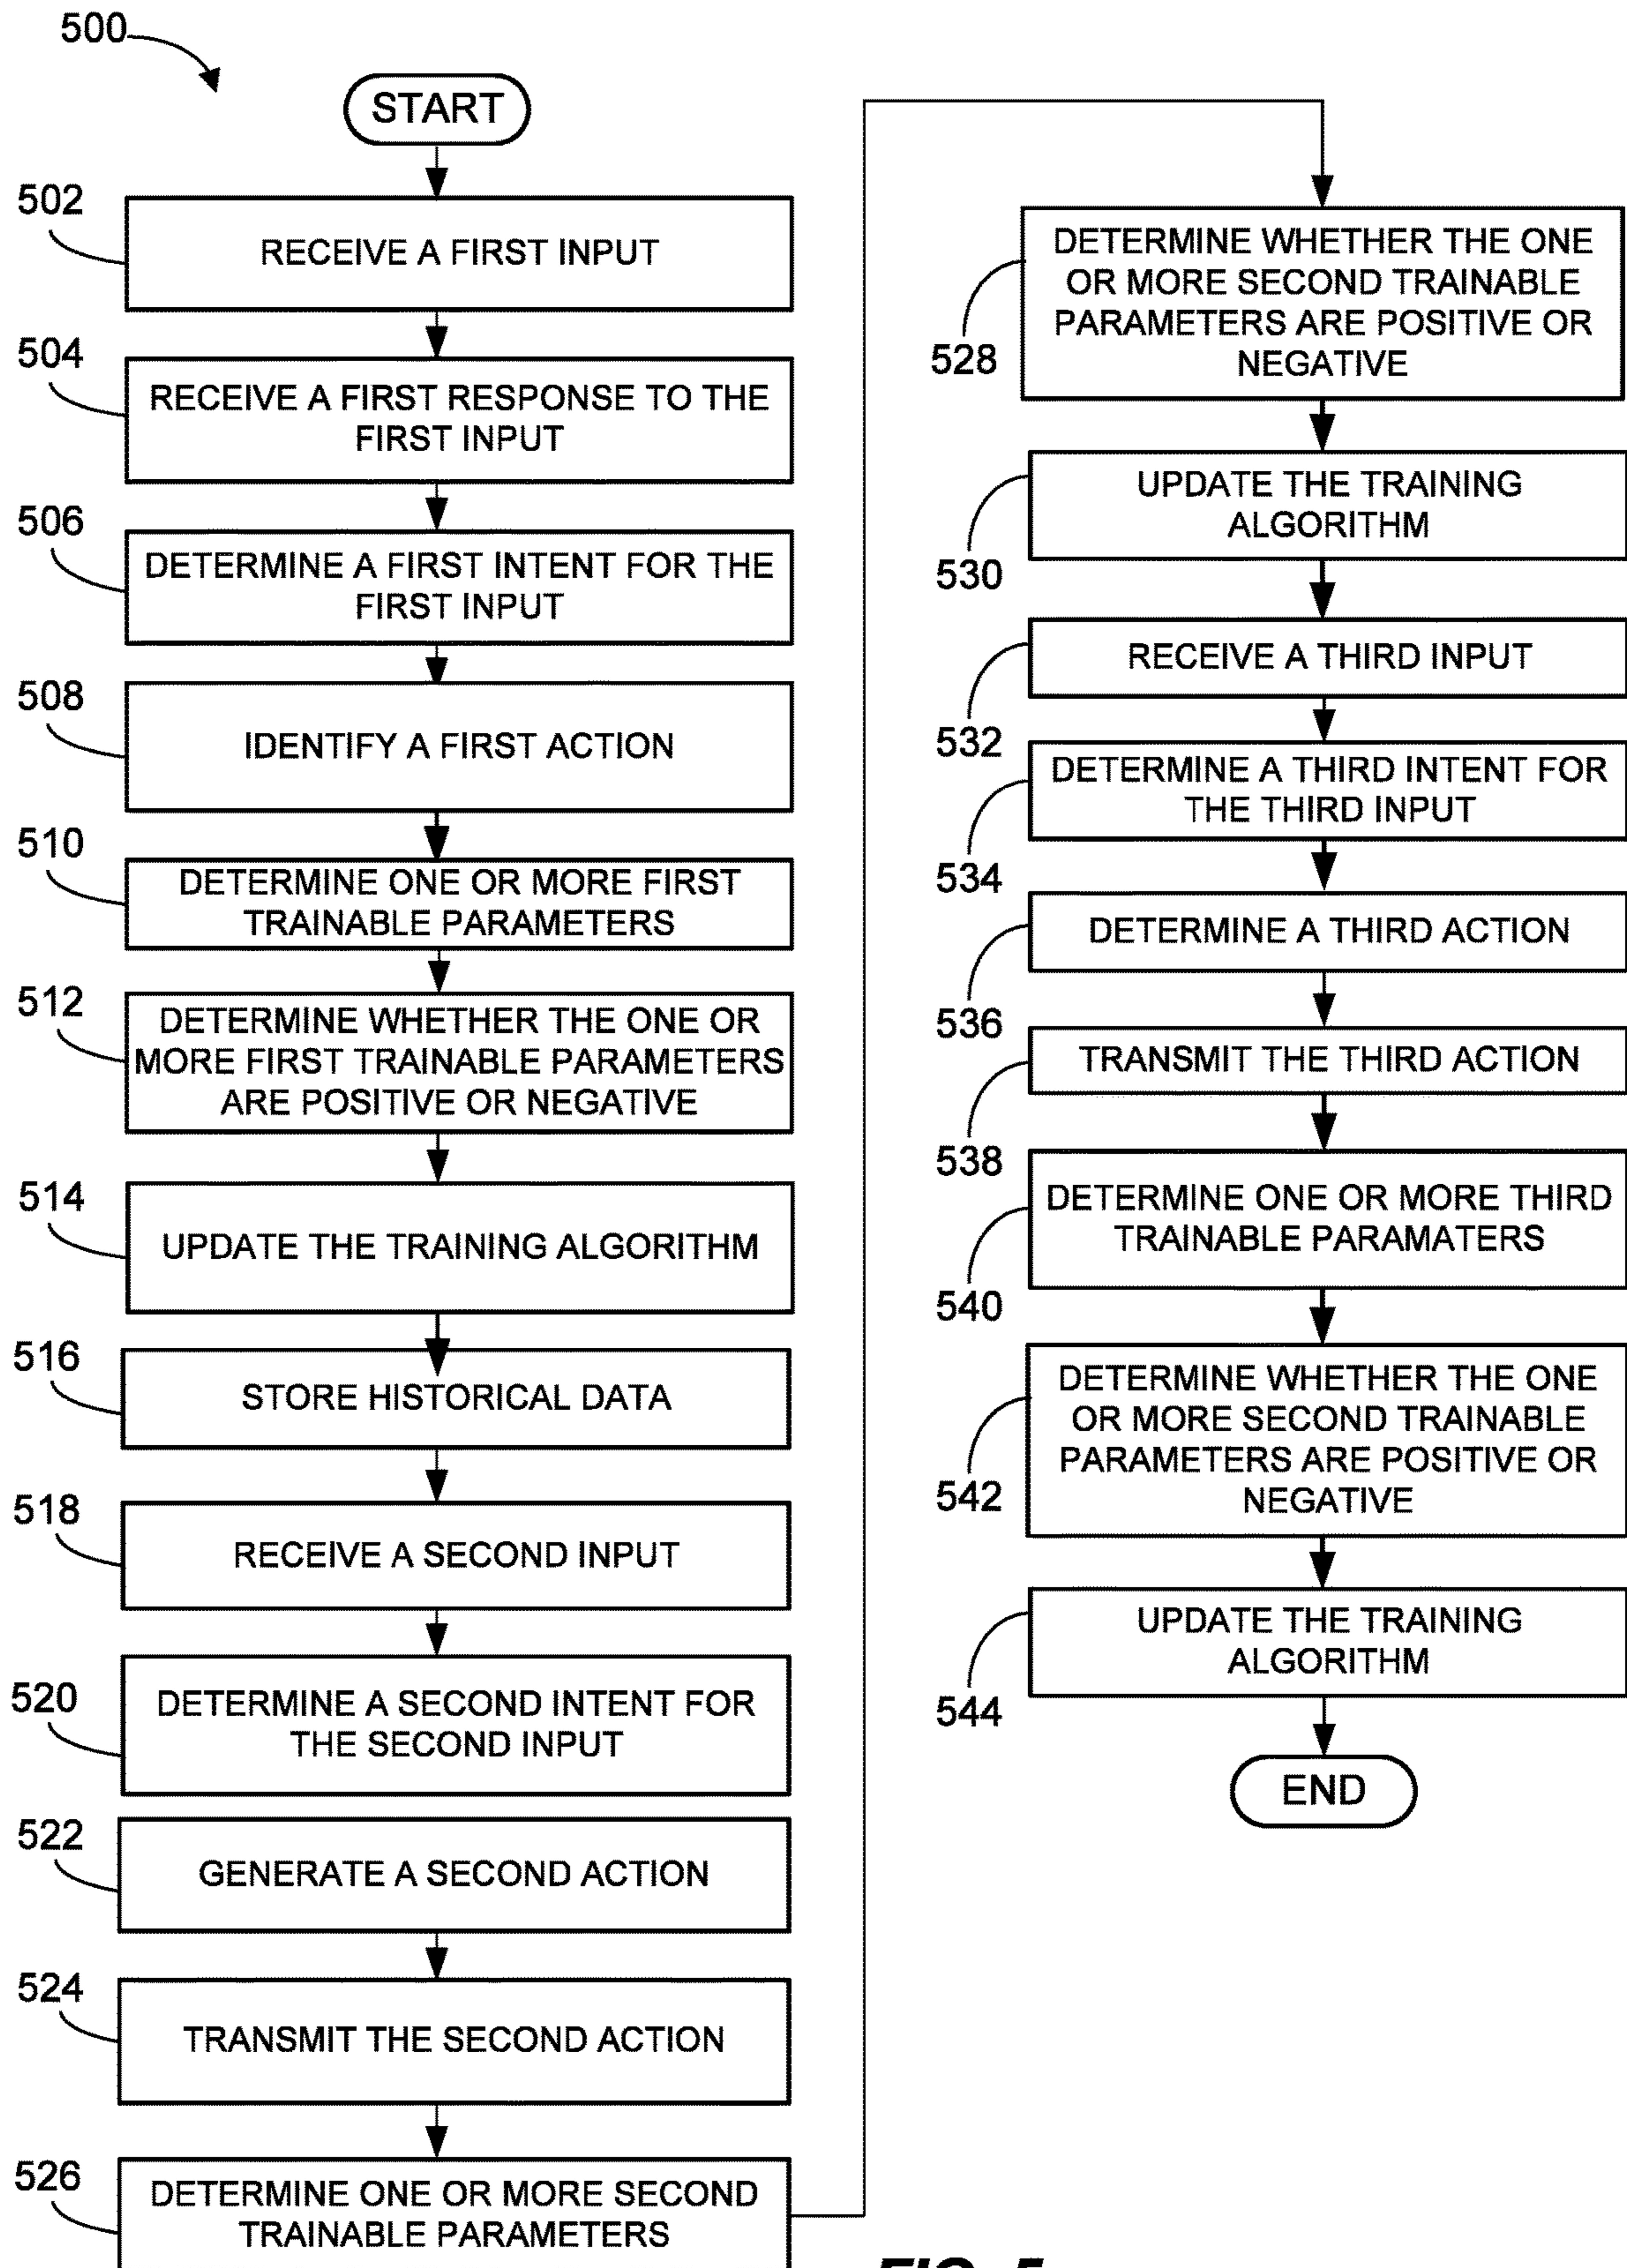 500
START
502
RECEIVE A FIRST INPUT
504
RECEIVE A FIRST RESPONSE TO THE
FIRST INPUT
506
DETERMINE A FIRST INTENT FOR THE
FIRST INPUT
508
IDENTIFY A FIRST ACTION
510
DETERMINE ONE OR MORE FIRST
TRAINABLE PARAMETERS
512
DETERMINE WHETHER THE ONE OR
MORE FIRST TRAINABLE PARAMETERS
ARE POSITIVE OR NEGATIVE
514
UPDATE THE TRAINING ALGORITHM
516
STORE HISTORICAL DATA
518
RECEIVE A SECOND INPUT
520
DETERMINE A SECOND INTENT FOR
THE SECOND INPUT
522
GENERATE A SECOND ACTION
524
TRANSMIT THE SECOND ACTION
526
DETERMINE ONE OR MORE SECOND
TRAINABLE PARAMETERS
DETERMINE WHETHER THE ONE
OR MORE SECOND TRAINABLE
PARAMETERS ARE POSITIVE OR
NEGATIVE
528
UPDATE THE TRAINING
ALGORITHM
530
RECEIVE A THIRD INPUT
532
DETERMINE A THIRD INTENT FOR
THE THIRD INPUT
534
DETERMINE A THIRD ACTION
536
TRANSMIT THE THIRD ACTION
538
DETERMINE ONE OR MORE THIRD
TRAINABLE PARAMATERS
540
DETERMINE WHETHER THE ONE
OR MORE SECOND TRAINABLE
PARAMETERS ARE POSITIVE OR
NEGATIVE
542
UPDATE THE TRAINING
ALGORITHM
544
END
FIG. 5